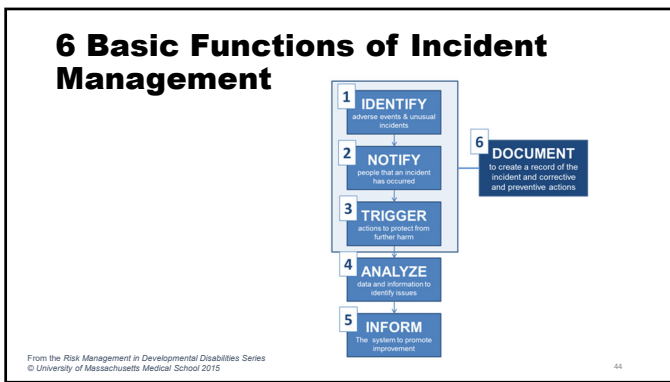 6 Basic Functions of Incident
Management
1
IDENTIFY
adverse events & unusual
incidents
2
NOTIFY
people that an incident
has occurred
3
TRIGGER
actions to protect from
further harm
4
ANALYZE
data and information to
identify issues
5
INFORM
The system to promote
improvement
6
DOCUMENT
to create a record of the
incident and corrective
and preventive actions
From the Risk Management in Developmental Disabilities Series
© University of Massachusetts Medical School 2015
44